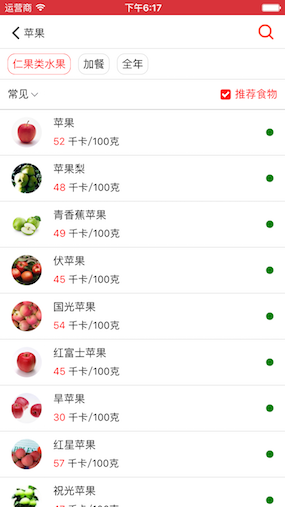 运营商 下午6:17
苹果
仁果类水果 加餐 全年
常见 推荐食物
苹果
52 千卡/100克
苹果梨
48 千卡/100克
青香蕉苹果
49 千卡/100克
伏苹果
45 千卡/100克
国光苹果
54 千卡/100克
红富士苹果
45 千卡/100克
旱苹果
30 千卡/100克
红星苹果
57 千卡/100克
祝光苹果